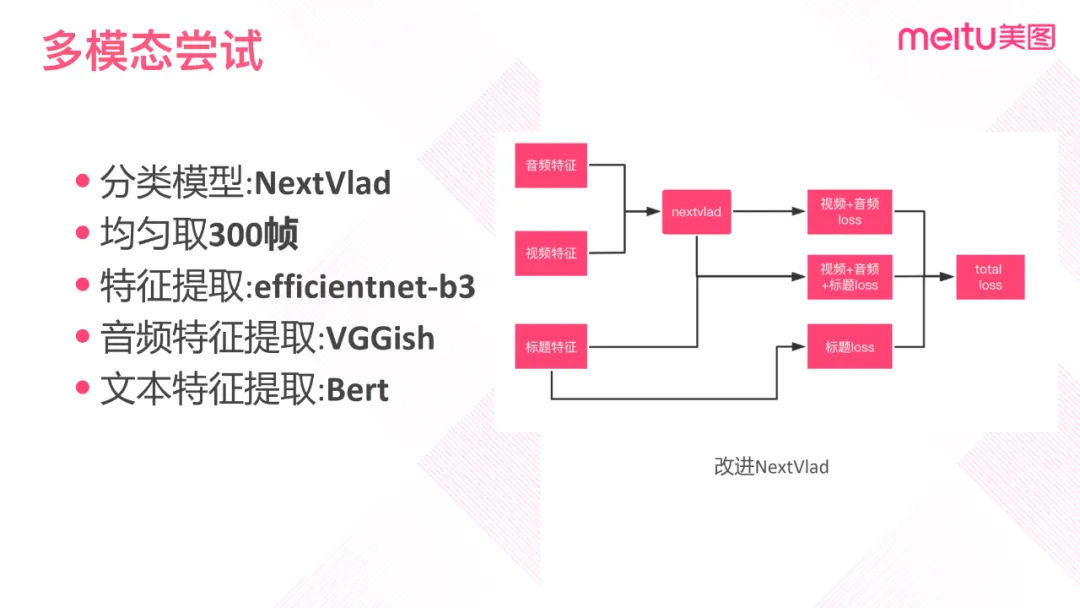 多模态尝试
meitu美图
分类模型:NextVlad
均匀取300帧
特征提取:efficientnet-b3
音频特征提取:VGGish
文本特征提取:Bert
音频特征
视频特征
标题特征
nextvlad
视频+音频
loss
视频+音频
+标题loss
标题loss
total
loss
改进NextVlad